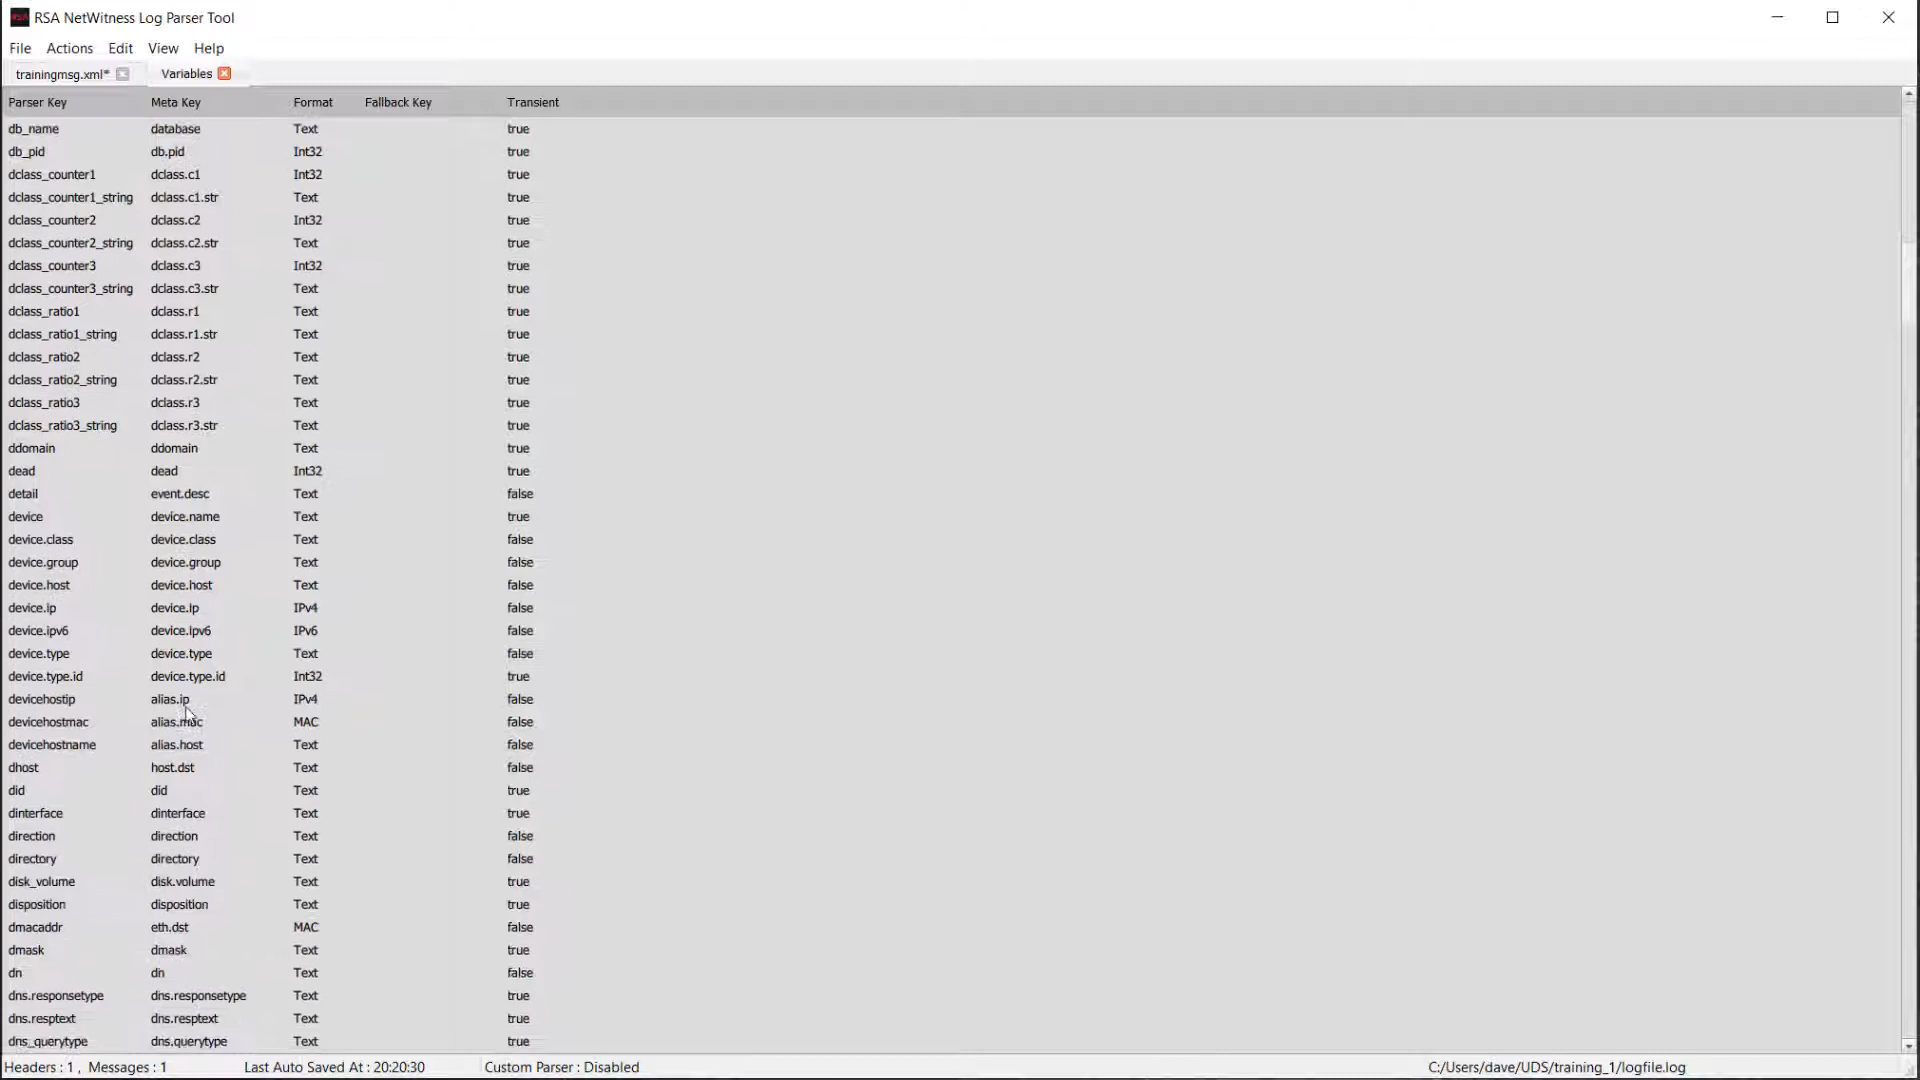 RSA NetWitness Log Parser Tool
File Actions Edit View Help
trainingmsg.xml* Variables
Parser Key Meta Key Format Fallback Key Transient
db_name database Text true
db_pid db.pid Int32 true
dclass_counter1 dclass.c1 Int32 true
dclass_counter1_string dclass.c1.str Text true
dclass_counter2 dclass.c2 Int32 true
dclass_counter2_string dclass.c2.str Text true
dclass_counter3 dclass.c3 Int32 true
dclass_counter3_string dclass.c3.str Text true
dclass_ratio1 dclass.r1 Text true
dclass_ratio1_string dclass.r1.str Text true
dclass_ratio2 dclass.r2 Text true
dclass_ratio2_string dclass.r2.str Text true
dclass_ratio3 dclass.r3 Text true
dclass_ratio3_string dclass.r3.str Text true
ddomain ddomain Text true
dead dead Int32 true
detail event.desc Text false
device device.name Text true
device.class device.class Text false
device.group device.group Text false
device.host device.host Text false
device.ip device.ip IPv4 false
device.ipv6 device.ipv6 IPv6 false
device.type device.type Text false
device.type.id device.type.id Int32 true
devicehostip alias.ip IPv4 false
devicehostmac alias.mac MAC false
devicehostname alias.host Text false
dhost host.dst Text false
did did Text true
dinterface dinterface Text true
direction direction Text false
directory directory Text false
disk_volume disk.volume Text true
disposition disposition Text true
dmacaddr eth.dst MAC false
dmask dmask Text true
dn dn Text false
dns.responsetype dns.responsetype Text true
dns.resptext dns.resptext Text true
dns_querytype dns.querytype Text true
Headers : 1 , Messages : 1 Last Auto Saved At : 20:20:30 Custom Parser : Disabled C:/Users/dave/UDS/training_1/logfile.log